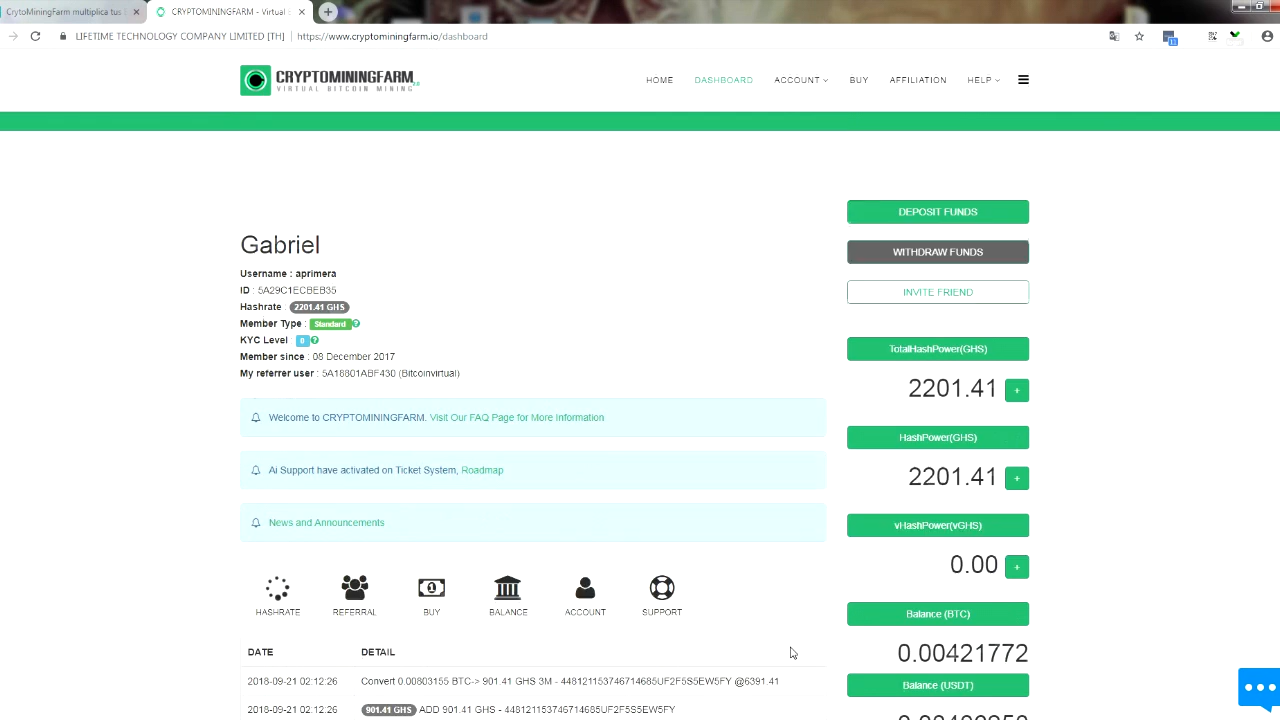 CrytoMiningFarm multiplica tus
CRYPTOMININGFARM - Virtual
LIFETIME TECHNOLOGY COMPANY LIMITED [TH]
https://www.cryptominingfarm.io/dashboard
CRYPTOMININGFARM
VIRTUAL BITCOIN MINING
HOME
DASHBOARD
ACCOUNT
BUY
AFFILIATION
HELP
DEPOSIT FUNDS
WITHDRAW FUNDS
INVITE FRIEND
Gabriel
Username : aprimera
ID : 5A29C1ECBEB35
Hashrate : 2201.41 GHS
Member Type : Standard
KYC Level 0
Member since : 08 December 2017
My referrer user : 5A18801ABF430 (Bitcoinvirtual)
Welcome to CRYPTOMININGFARM. Visit Our FAQ Page for More Information
Ai Support have activated on Ticket System, Roadmap
News and Announcements
TotalHashPower(GHS)
2201.41 +
HashPower(GHS)
2201.41 +
vHashPower(vGHS)
0.00 +
Balance (BTC)
0.00421772
Balance (USDT)
HASHRATE
REFERRAL
BUY
BALANCE
ACCOUNT
SUPPORT
DATE
DETAIL
2018-09-21 02:12:26 Convert 0.00803155 BTC-> 901.41 GHS 3M - 448121153746714685UF2F5S5EW5FY @6391.41
2018-09-21 02:12:26 901.41 GHS ADD 901.41 GHS - 448121153746714685UF2F5S5EW5FY